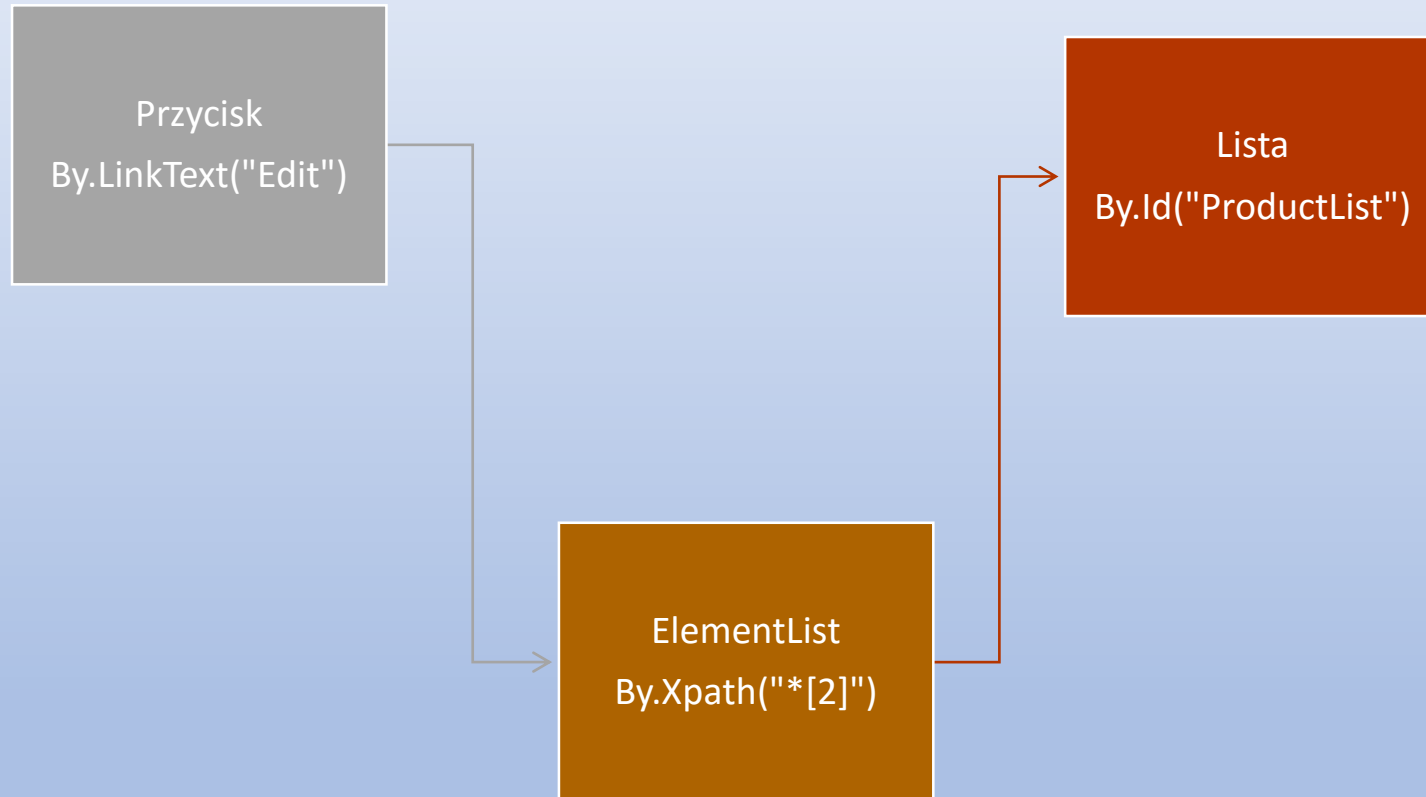 Przycisk
By.LinkText("Edit")
Lista
By.Id("ProductList")
ElementList
By.Xpath("*[2]")